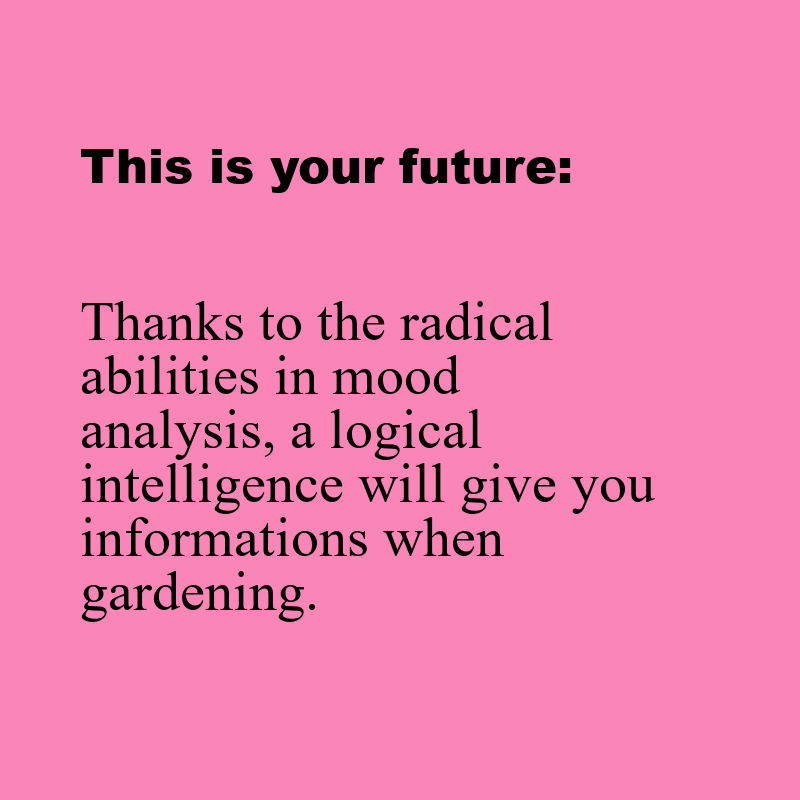 This is your future:
Thanks to the radical
abilities in mood
analysis, a logical
intelligence will give you
informations when
gardening.